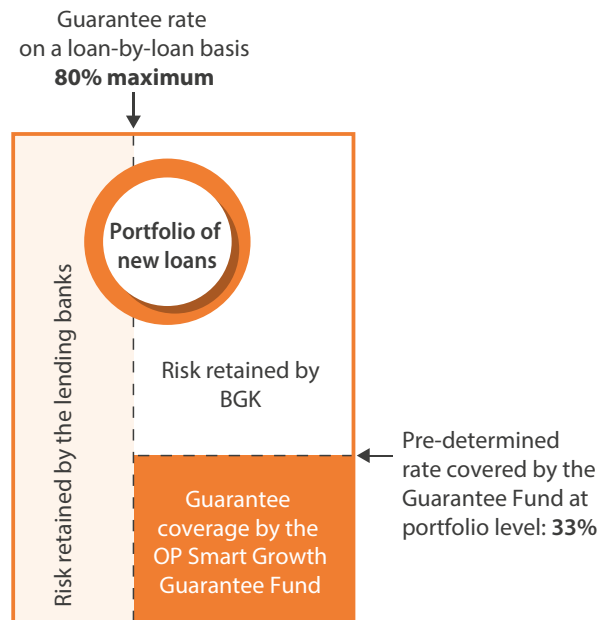 Guarantee rate
on a loan-by-loan basis
80% maximum
Portfolio of
new loans
Risk retained by the lending banks
Risk retained by
BGK
Pre-determined
rate covered by the
Guarantee Fund at
portfolio level: 33%
Guarantee
coverage by the
OP Smart Growth
Guarantee Fund